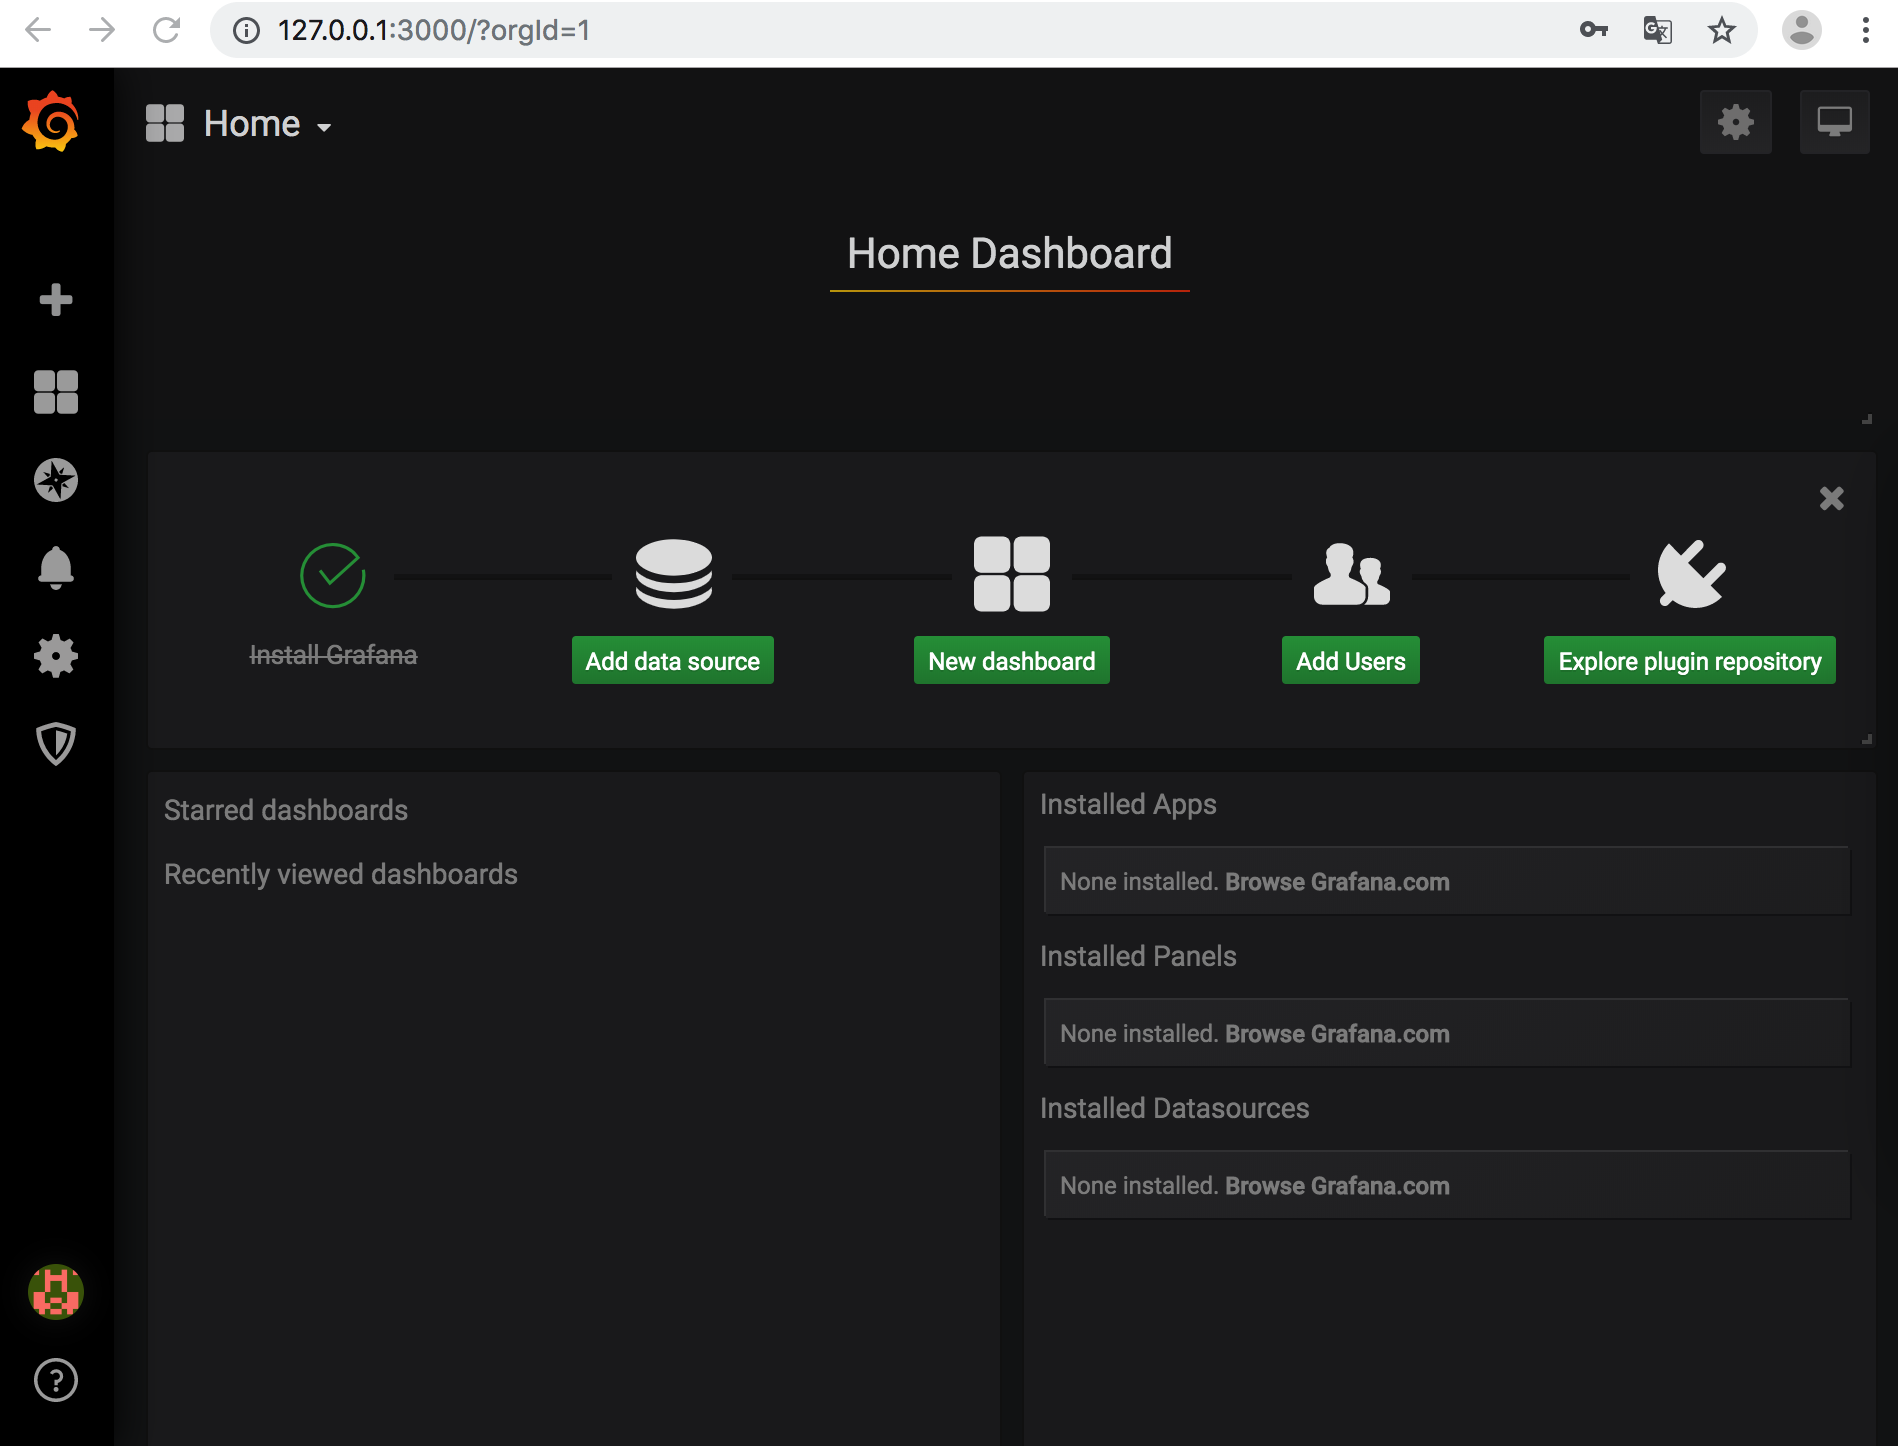 127.0.0.1:3000/?orgId=1
Home
Home Dashboard
Install Grafana
Add data source
New dashboard
Add Users
Explore plugin repository
Starred dashboards
Recently viewed dashboards
Installed Apps
None installed. Browse Grafana.com
Installed Panels
None installed. Browse Grafana.com
Installed Datasources
None installed. Browse Grafana.com